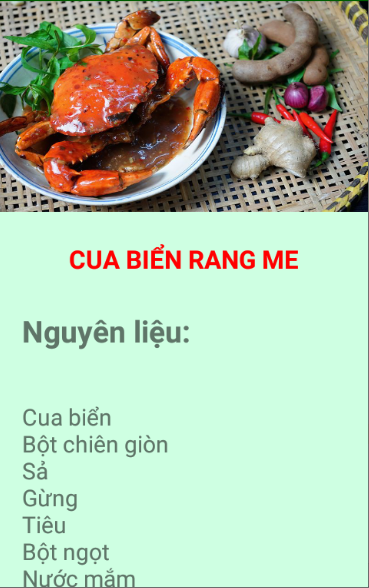 CUA BIỂN RANG ME
Nguyên liệu:
Cua biển
Bột chiên giòn
Sả
Gừng
Tiêu
Bột ngọt
Nước mắm